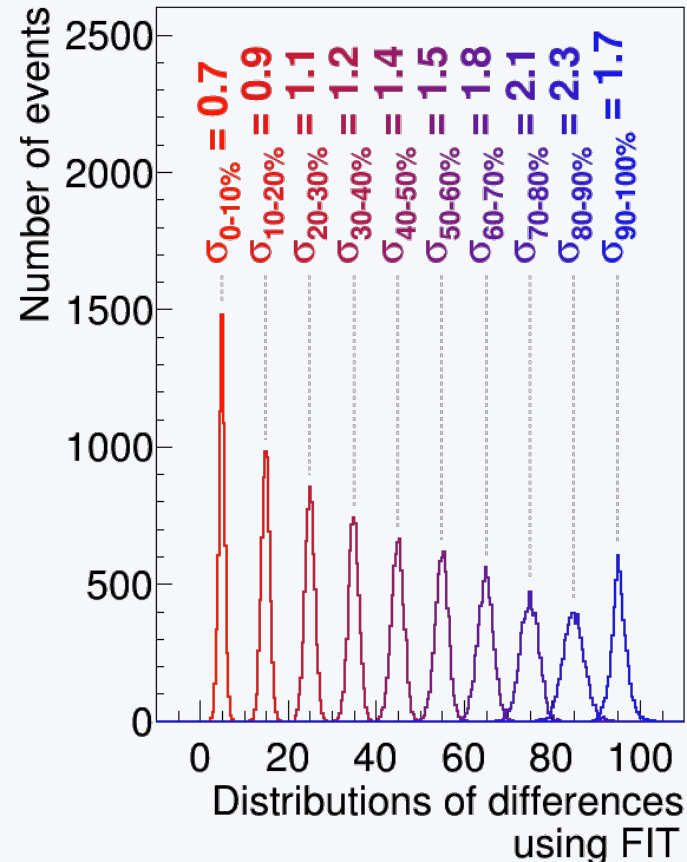 Number of events
2500
2000
1500
1000
500
0
σ0-10% = 0.7
σ10-20% = 0.9
σ20-30% = 1.1
σ30-40% = 1.2
σ40-50% = 1.4
σ50-60% = 1.5
σ60-70% = 1.8
σ70-80% = 2.1
σ80-90% = 2.3
σ90-100% = 1.7
0 20 40 60 80 100
Distributions of differences
using FIT